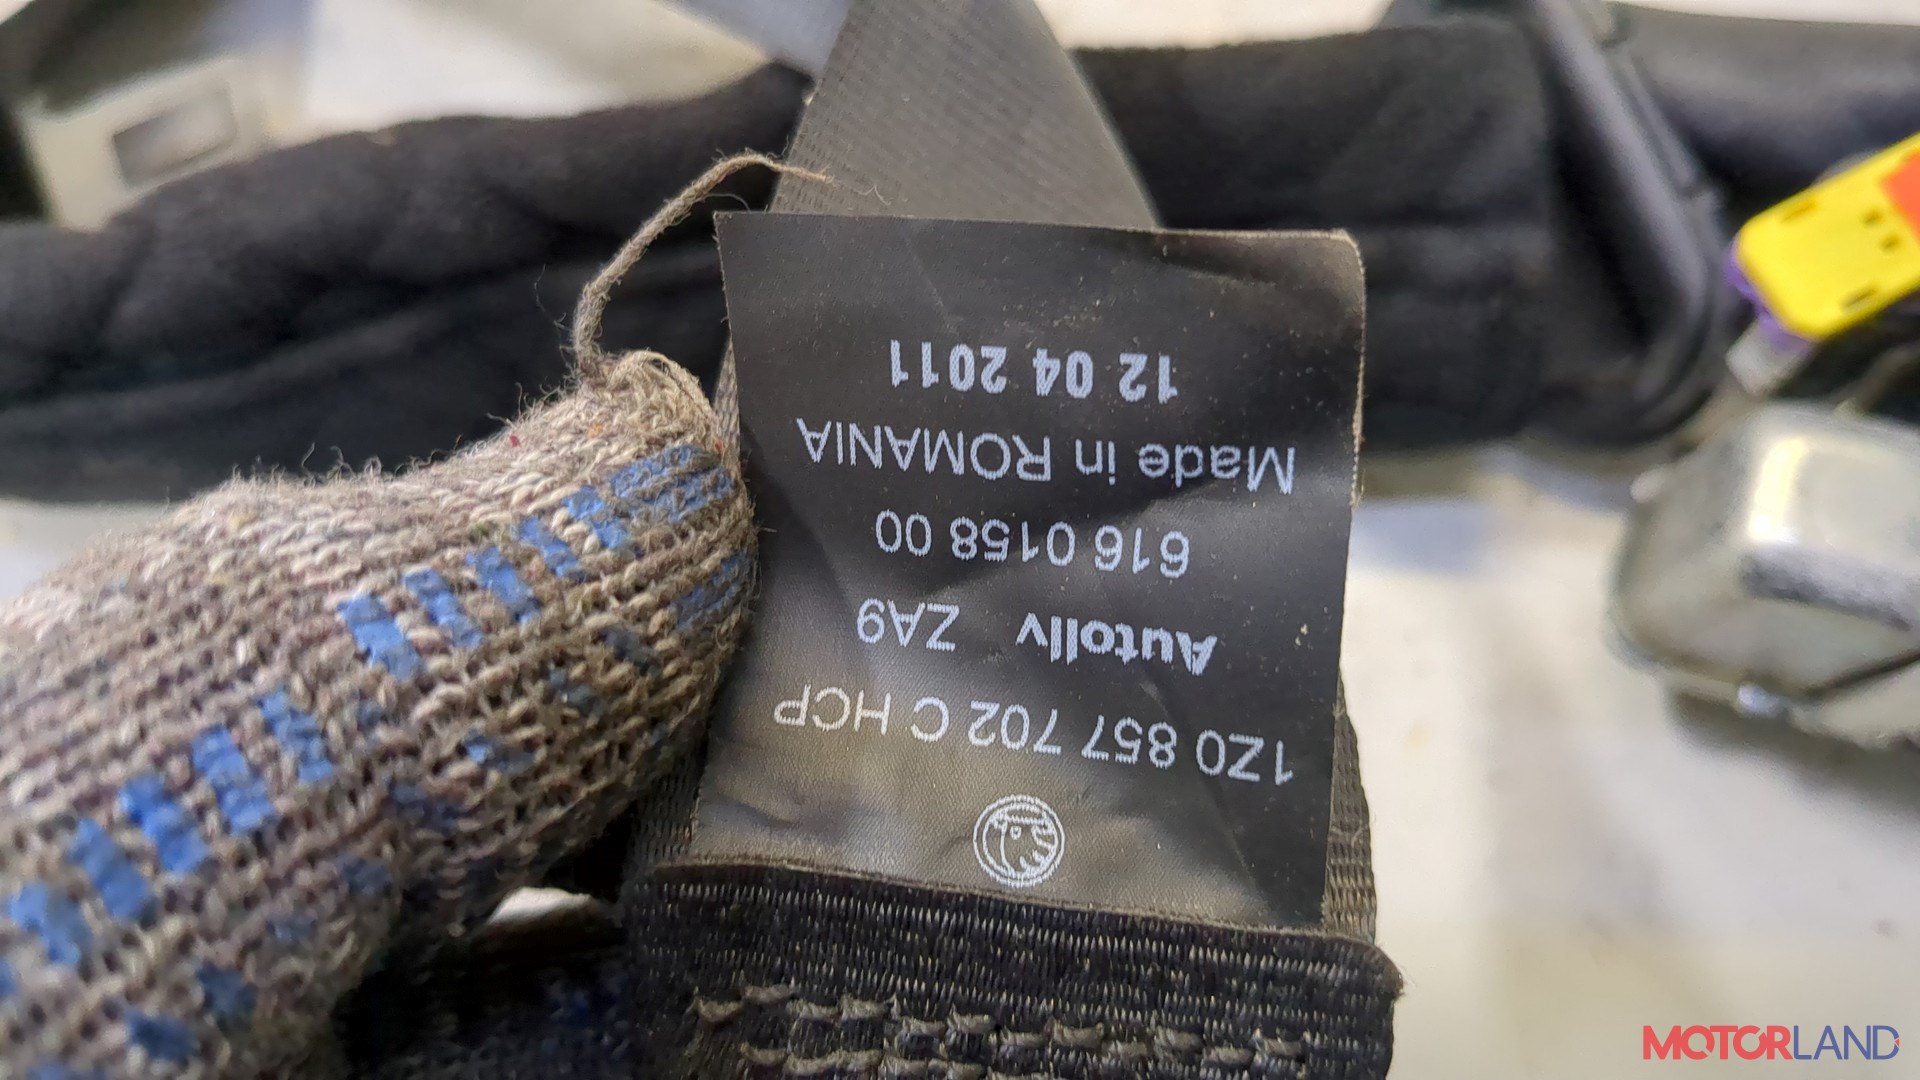 1Z0 857 702 C HCP
Autoliv ZA9
616 0158 00
Made in ROMANIA
12 04 2011
MOTORLAND